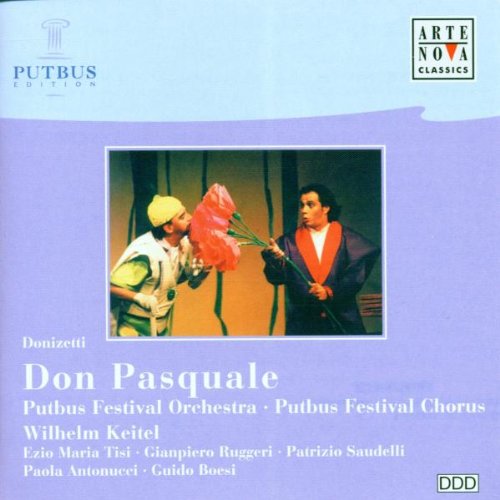 PUTBUS
EDITION
ARTE
NOVA
CLASSICS
Donizetti
Don Pasquale
Putbus Festival Orchestra · Putbus Festival Chorus
Wilhelm Keitel
Ezio Maria Tisi · Gianpiero Ruggeri · Patrizio Saudelli
Paola Antonucci · Guido Boesi
DDD